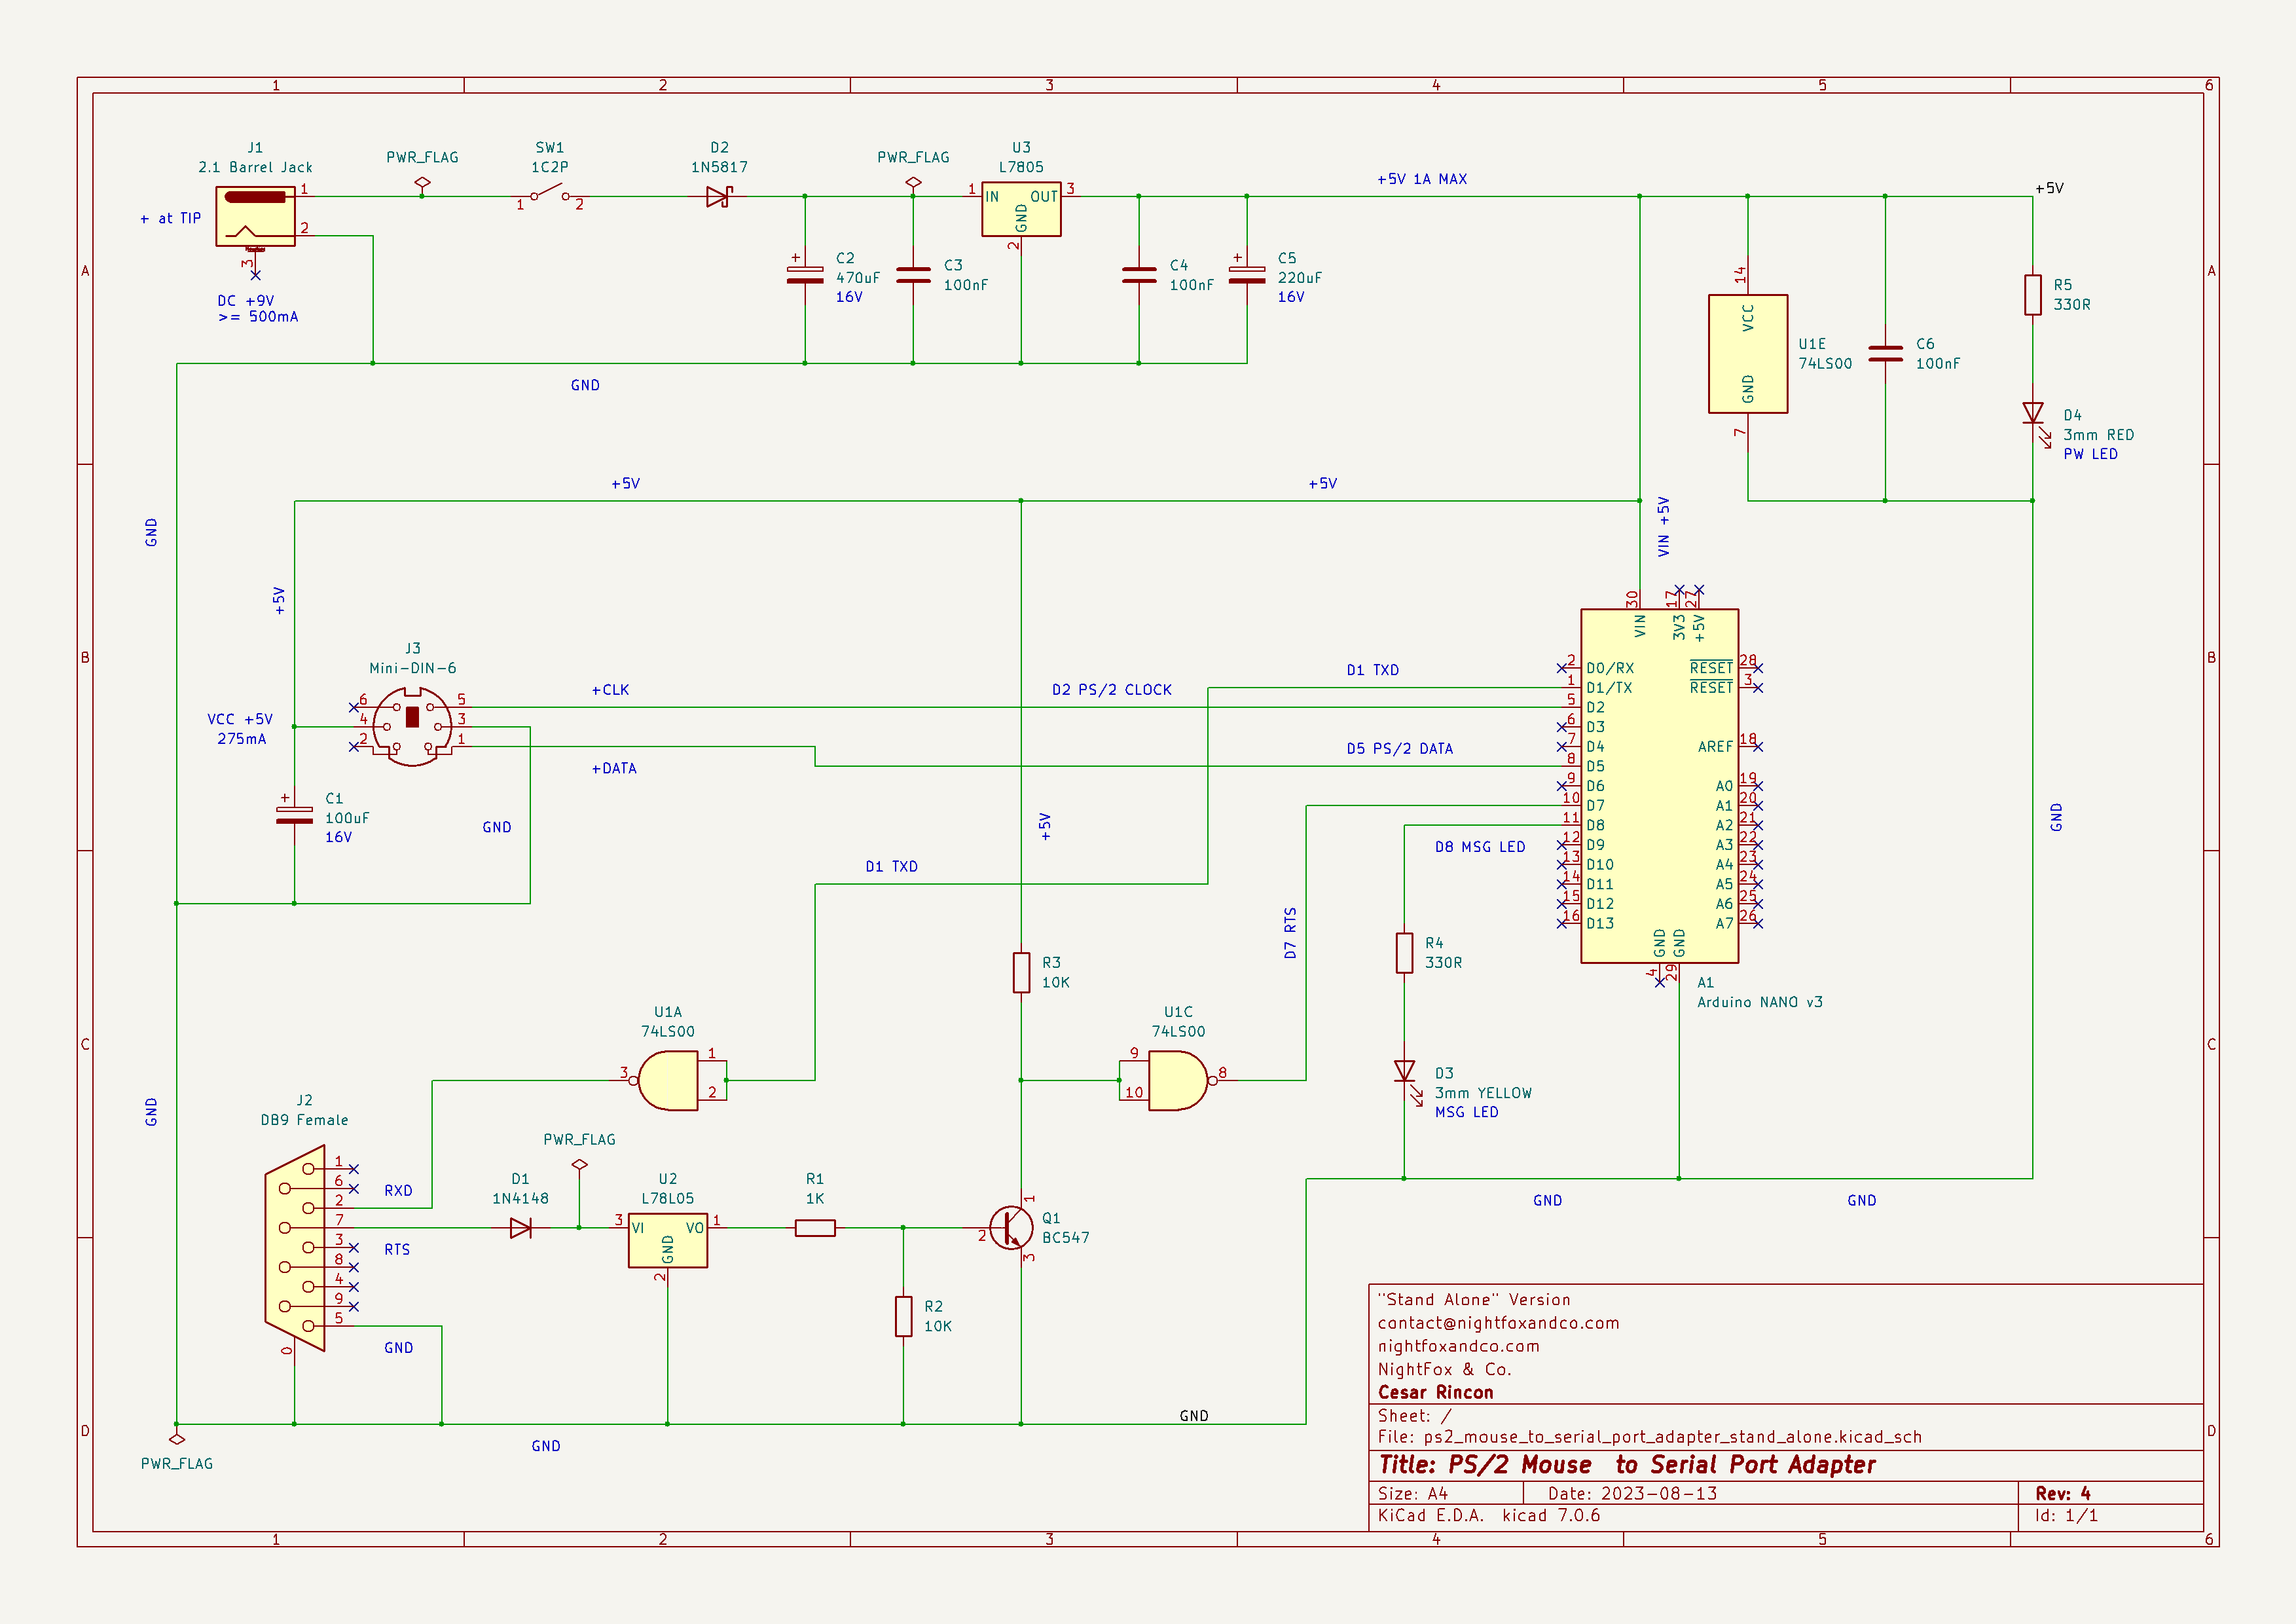 1 2 3 4 5 6
A
B
C
D
A
B
C
D
1 2 3 4 5 6
J1
2.1 Barrel Jack
1
2
3
+ at TIP
DC +9V
>= 500mA
PWR_FLAG
SW1
1C2P
1 2
D2
1N5817
PWR_FLAG
U3
L7805
1 IN OUT 3
GND
2
C2
+
470uF
16V
C3
100nF
C4
100nF
C5
+
220uF
16V
+5V 1A MAX
+5V
GND
14
VCC
GND
7
U1E
74LS00
C6
100nF
R5
330R
D4
3mm RED
PW LED
+5V
+5V
VIN +5V
GND
+5V
J3
Mini-DIN-6
6 5
4 3
2 1
VCC +5V
275mA
+CLK
+DATA
GND
C1
+
100uF
16V
D2 PS/2 CLOCK
D1 TXD
D5 PS/2 DATA
+5V
D1 TXD
D7 RTS
D8 MSG LED
30 17 27
VIN 3V3 +5V
2 D0/RX RESET 28
1 D1/TX RESET 3
5 D2
6 D3
7 D4 AREF 18
8 D5
9 D6 A0 19
10 D7 A1 20
11 D8 A2 21
12 D9 A3 22
13 D10 A4 23
14 D11 A5 24
15 D12 A6 25
16 D13 A7 26
GND GND
4 29
A1
Arduino NANO v3
GND
R3
10K
R4
330R
D3
3mm YELLOW
MSG LED
U1A
74LS00
3 1
2
U1C
74LS00
9
10
8
GND
J2
DB9 Female
1
6
2
7
3
8
4
9
5
0
RXD
RTS
GND
D1
1N4148
PWR_FLAG
U2
L78L05
3 VI VO 1
GND
2
R1
1K
R2
10K
Q1
BC547
1
2
3
GND
GND
GND
GND
PWR_FLAG
"Stand Alone" Version
contact@nightfoxandco.com
nightfoxandco.com
NightFox & Co.
Cesar Rincon
Sheet: /
File: ps2_mouse_to_serial_port_adapter_stand_alone.kicad_sch
Title: PS/2 Mouse  to Serial Port Adapter
Size: A4 Date: 2023-08-13 Rev: 4
KiCad E.D.A.  kicad 7.0.6 Id: 1/1